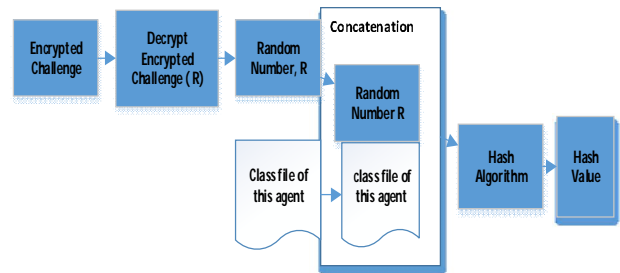 Encrypted
Challenge
Decrypt
Encrypted
Challenge ( R)
Random
Number, R
Concatenation
Random
Number R
Class file of
this agent
class file of
this agent
Hash
Algorithm
Hash
Value